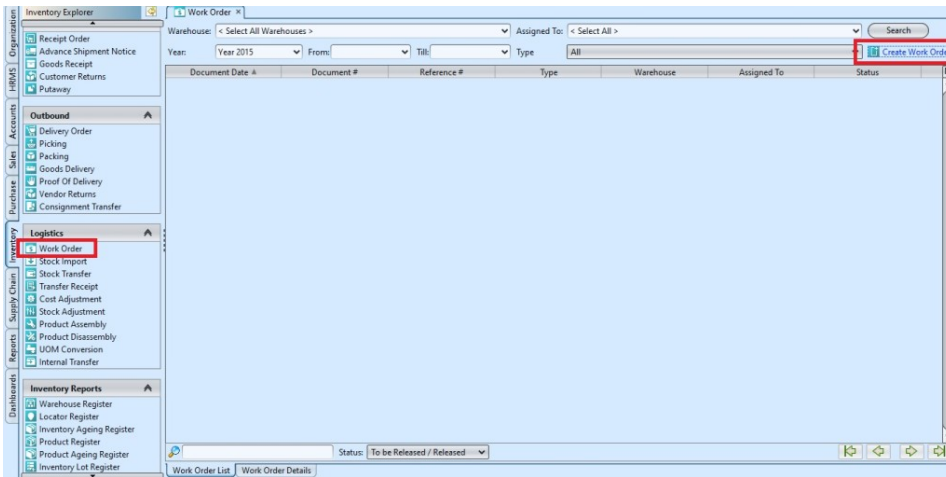 Organization
HRMS
Accounts
Sales
Purchase
Inventory
Supply Chain
Reports
Dashboards
Inventory Explorer
Receipt Order
Advance Shipment Notice
Goods Receipt
Customer Returns
Putaway
Outbound
Delivery Order
Picking
Packing
Goods Delivery
Proof Of Delivery
Vendor Returns
Consignment Transfer
Logistics
Work Order
Stock Import
Stock Transfer
Transfer Receipt
Cost Adjustment
Stock Adjustment
Product Assembly
Product Disassembly
UOM Conversion
Internal Transfer
Inventory Reports
Warehouse Register
Locator Register
Inventory Ageing Register
Product Register
Product Ageing Register
Inventory Lot Register
Work Order ×
Warehouse: < Select All Warehouses > Assigned To: < Select All > Search
Year: Year 2015 From: Till: Type All Create Work Orde
Document Date Document # Reference # Type Warehouse Assigned To Status
Status: To be Released / Released
Work Order List Work Order Details